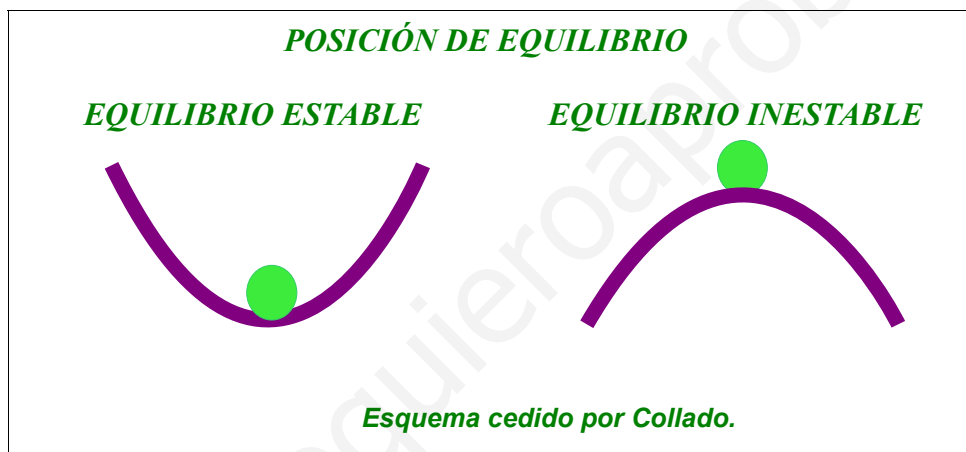 POSICIÓN DE EQUILIBRIO
EQUILIBRIO ESTABLE
EQUILIBRIO INESTABLE
Esquema cedido por Collado.